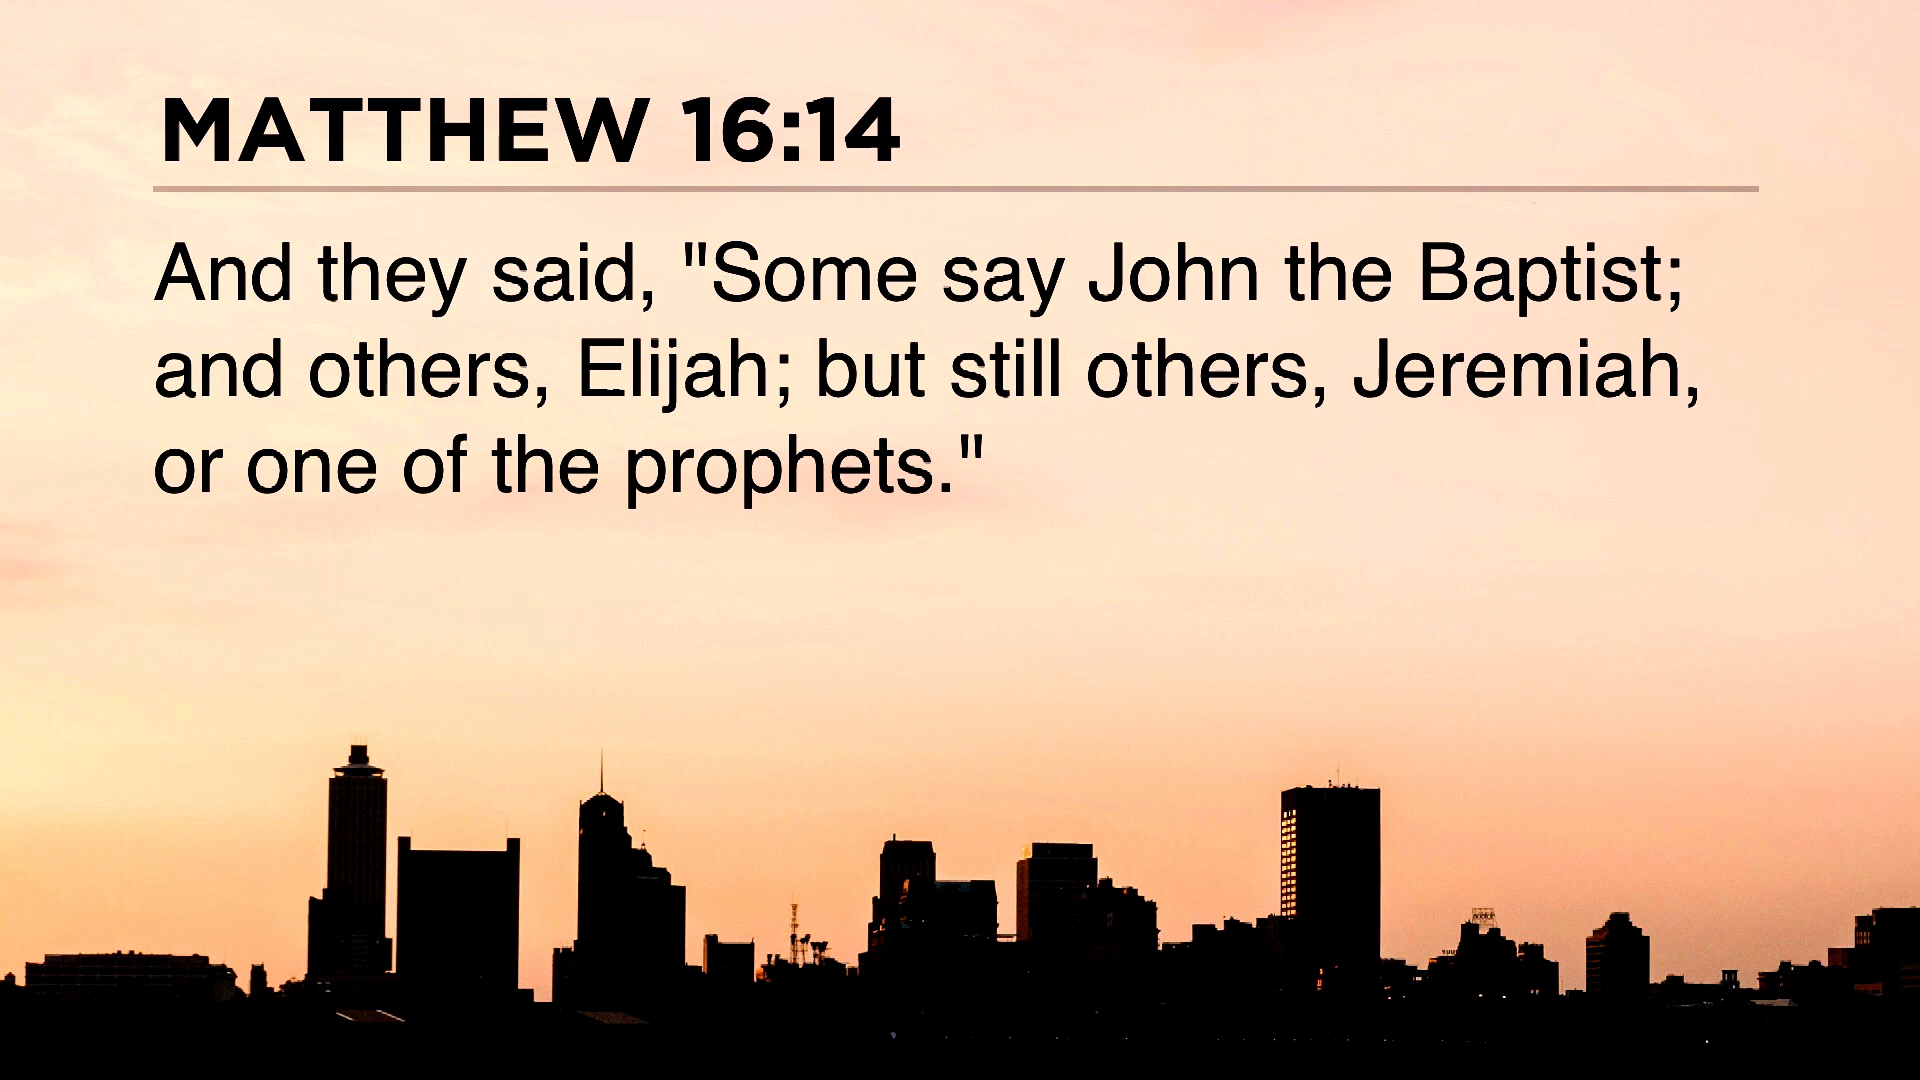 MATTHEW 16:14
And they said, "Some say John the Baptist;
and others, Elijah; but still others, Jeremiah,
or one of the prophets."